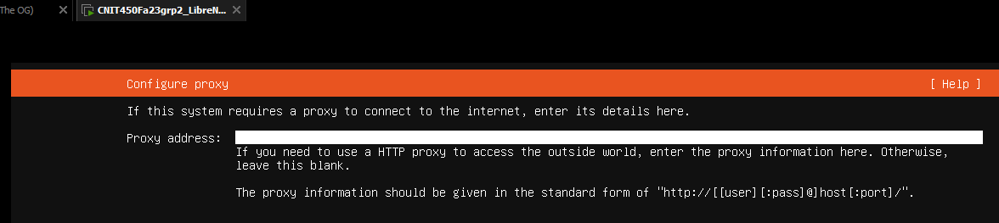 The OG)
CNIT450Fa23grp2_LibreN...
Configure proxy
[ Help ]
If this system requires a proxy to connect to the internet, enter its details here.
Proxy address:
If you need to use a HTTP proxy to access the outside world, enter the proxy information here. Otherwise,
leave this blank.
The proxy information should be given in the standard form of "http://[[user][:pass]@]host[:port]/".